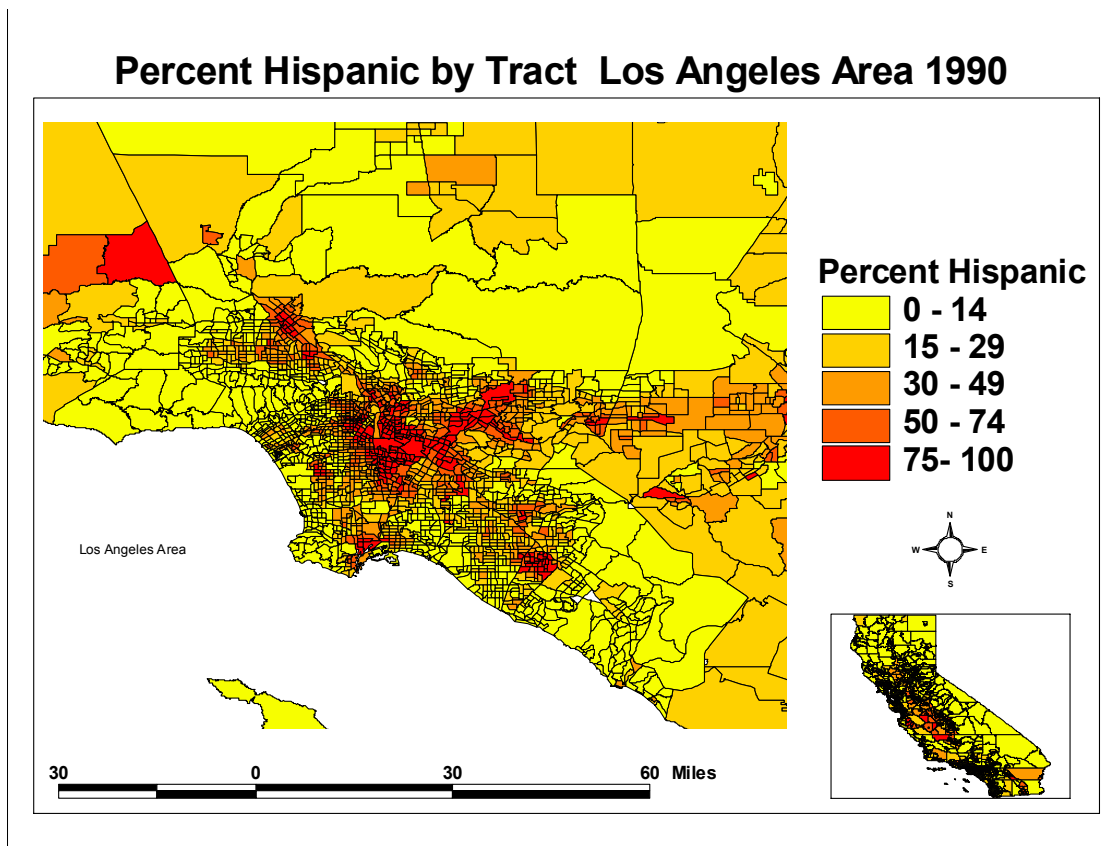 Percent Hispanic by Tract  Los Angeles Area 1990
Percent Hispanic
0 - 14
15 - 29
30 - 49
50 - 74
75- 100
N
W E
S
Los Angeles Area
30 0 30 60 Miles